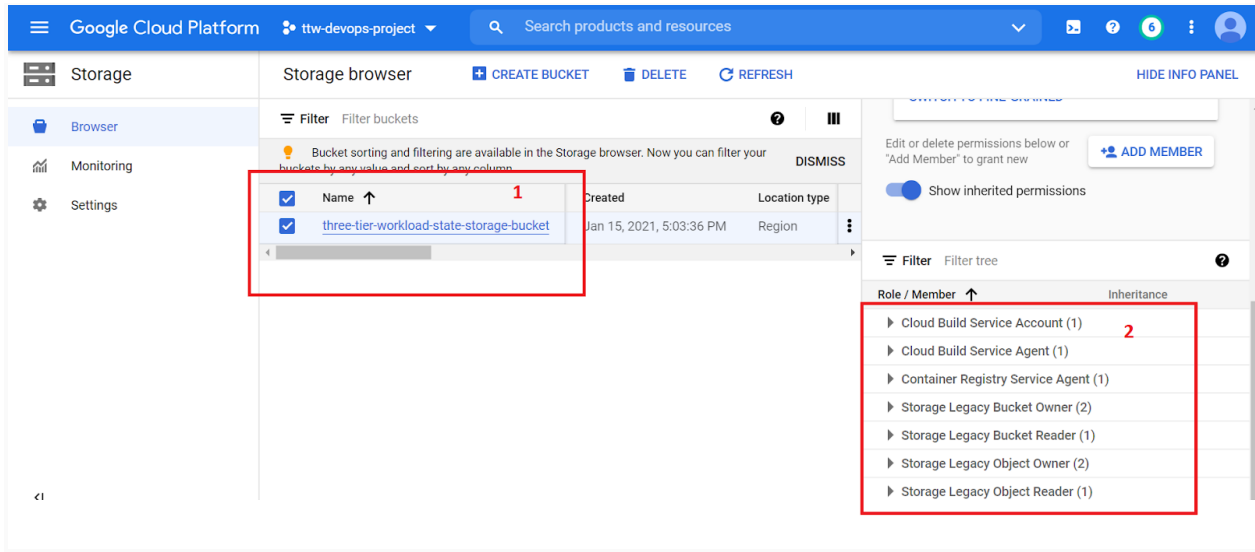 Google Cloud Platform
ttw-devops-project
Search products and resources
6
Storage
Storage browser
CREATE BUCKET
DELETE
REFRESH
HIDE INFO PANEL
Browser
Monitoring
Settings
Filter Filter buckets
Bucket sorting and filtering are available in the Storage browser. Now you can filter your
buckets by any value and sort by any column.
DISMISS
1
Name
Created
Location type
three-tier-workload-state-storage-bucket
Jan 15, 2021, 5:03:36 PM
Region
SWITCH TO FINE-GRAINED
Edit or delete permissions below or
"Add Member" to grant new
ADD MEMBER
Show inherited permissions
Filter Filter tree
Role / Member
Inheritance
2
Cloud Build Service Account (1)
Cloud Build Service Agent (1)
Container Registry Service Agent (1)
Storage Legacy Bucket Owner (2)
Storage Legacy Bucket Reader (1)
Storage Legacy Object Owner (2)
Storage Legacy Object Reader (1)